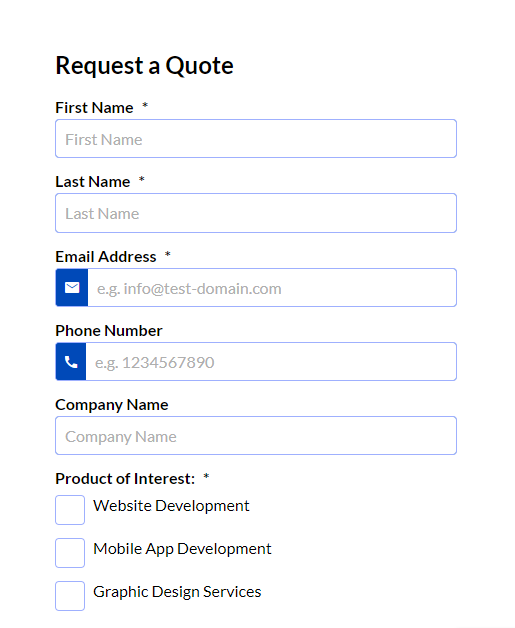 Request a Quote
First Name *
First Name
Last Name *
Last Name
Email Address *
e.g. info@test-domain.com
Phone Number
e.g. 1234567890
Company Name
Company Name
Product of Interest: *
Website Development
Mobile App Development
Graphic Design Services